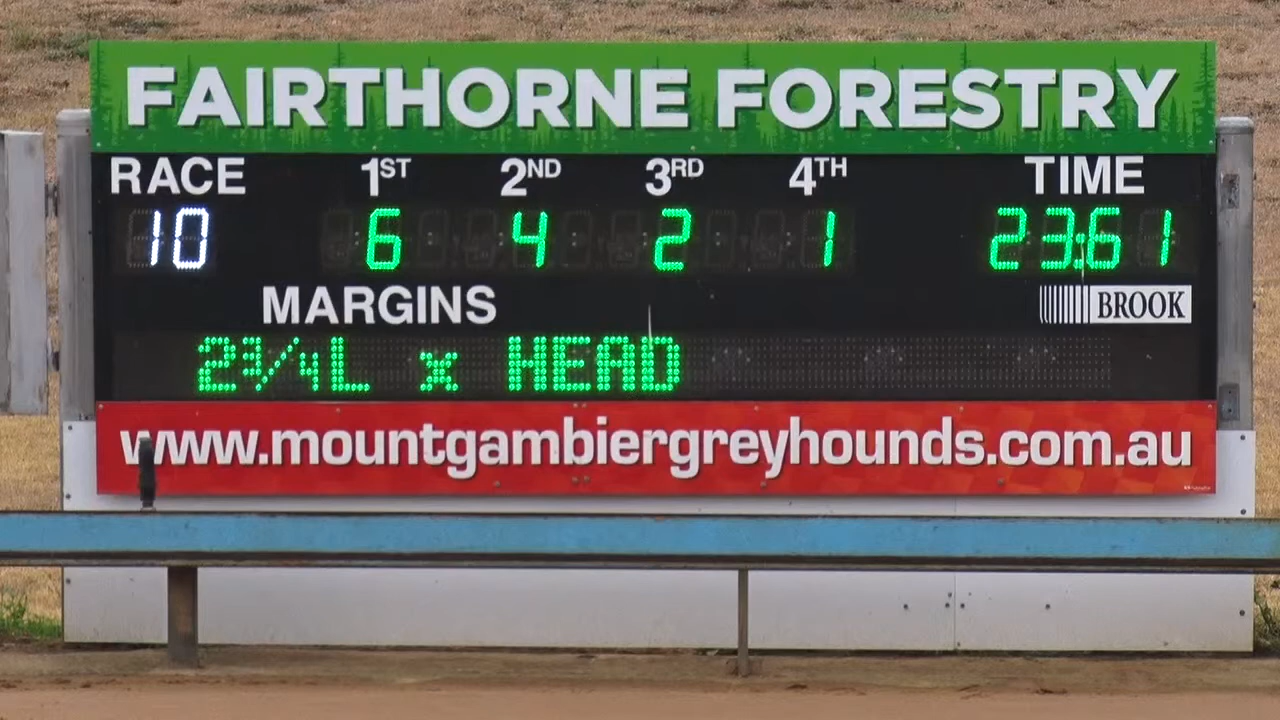 FAIRTHORNE FORESTRY
RACE 1ST 2ND 3RD 4TH TIME
10 6 4 2 1 23.61
MARGINS
BROOK
2¾L x HEAD
www.mountgambiergreyhounds.com.au